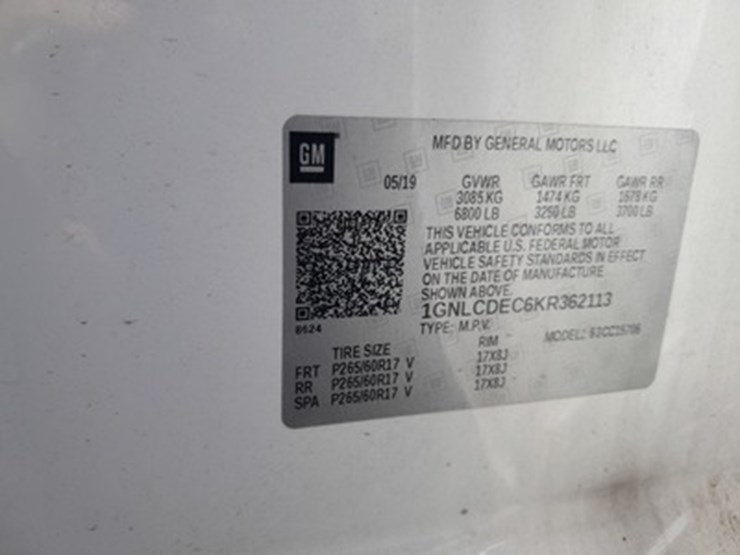 GM
MFD BY GENERAL MOTORS LLC
05/19 GVWR GAWR FRT GAWR RR
3085 KG 1474 KG 1678 KG
6800 LB 3250 LB 3700 LB
THIS VEHICLE CONFORMS TO ALL
APPLICABLE U.S. FEDERAL MOTOR
VEHICLE SAFETY STANDARDS IN EFFECT
ON THE DATE OF MANUFACTURE
SHOWN ABOVE.
1GNLCDEC6KR362113
8624
TYPE: M.P.V.
MODEL:
TIRE SIZE RIM
FRT P265/60R17 V 17X8J
RR P265/60R17 V 17X8J
SPA P265/60R17 V 17X8J